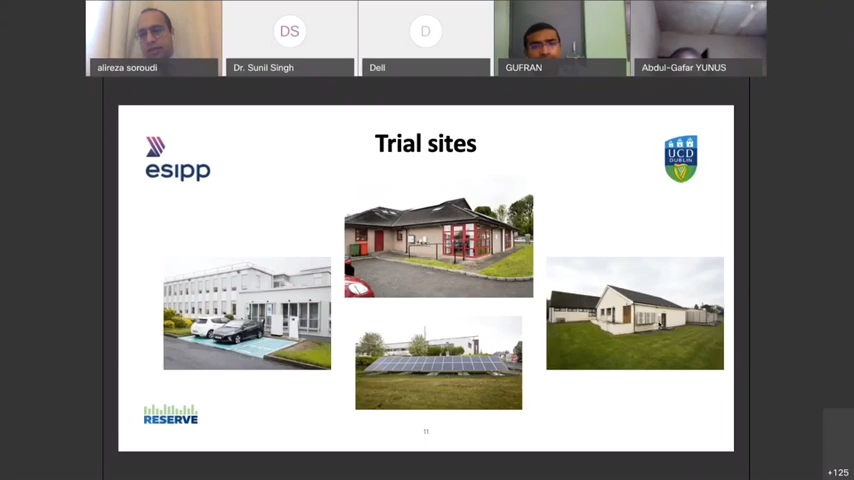 DS
D
alireza soroudi
Dr. Sunil Singh
Dell
GUFRAN
Abdul-Gafar YUNUS
Trial sites
esipp
UCD
DUBLIN
RESERVE
11
+125